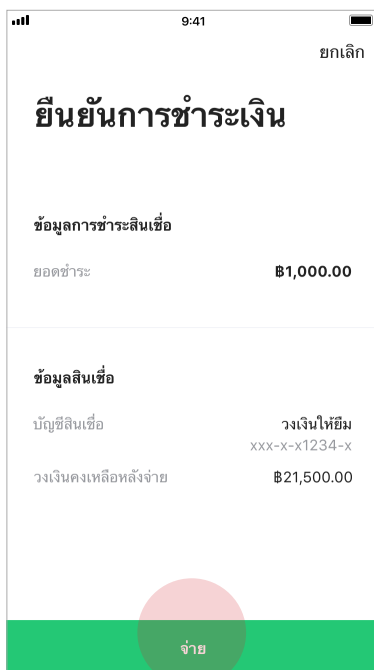 9:41
ยกเลิก
ยืนยันการชำระเงิน
ข้อมูลการชำระสินเชื่อ
ยอดชำระ ฿1,000.00
ข้อมูลสินเชื่อ
บัญชีสินเชื่อ วงเงินให้ยืม
xxx-x-x1234-x
วงเงินคงเหลือหลังจ่าย ฿21,500.00
จ่าย